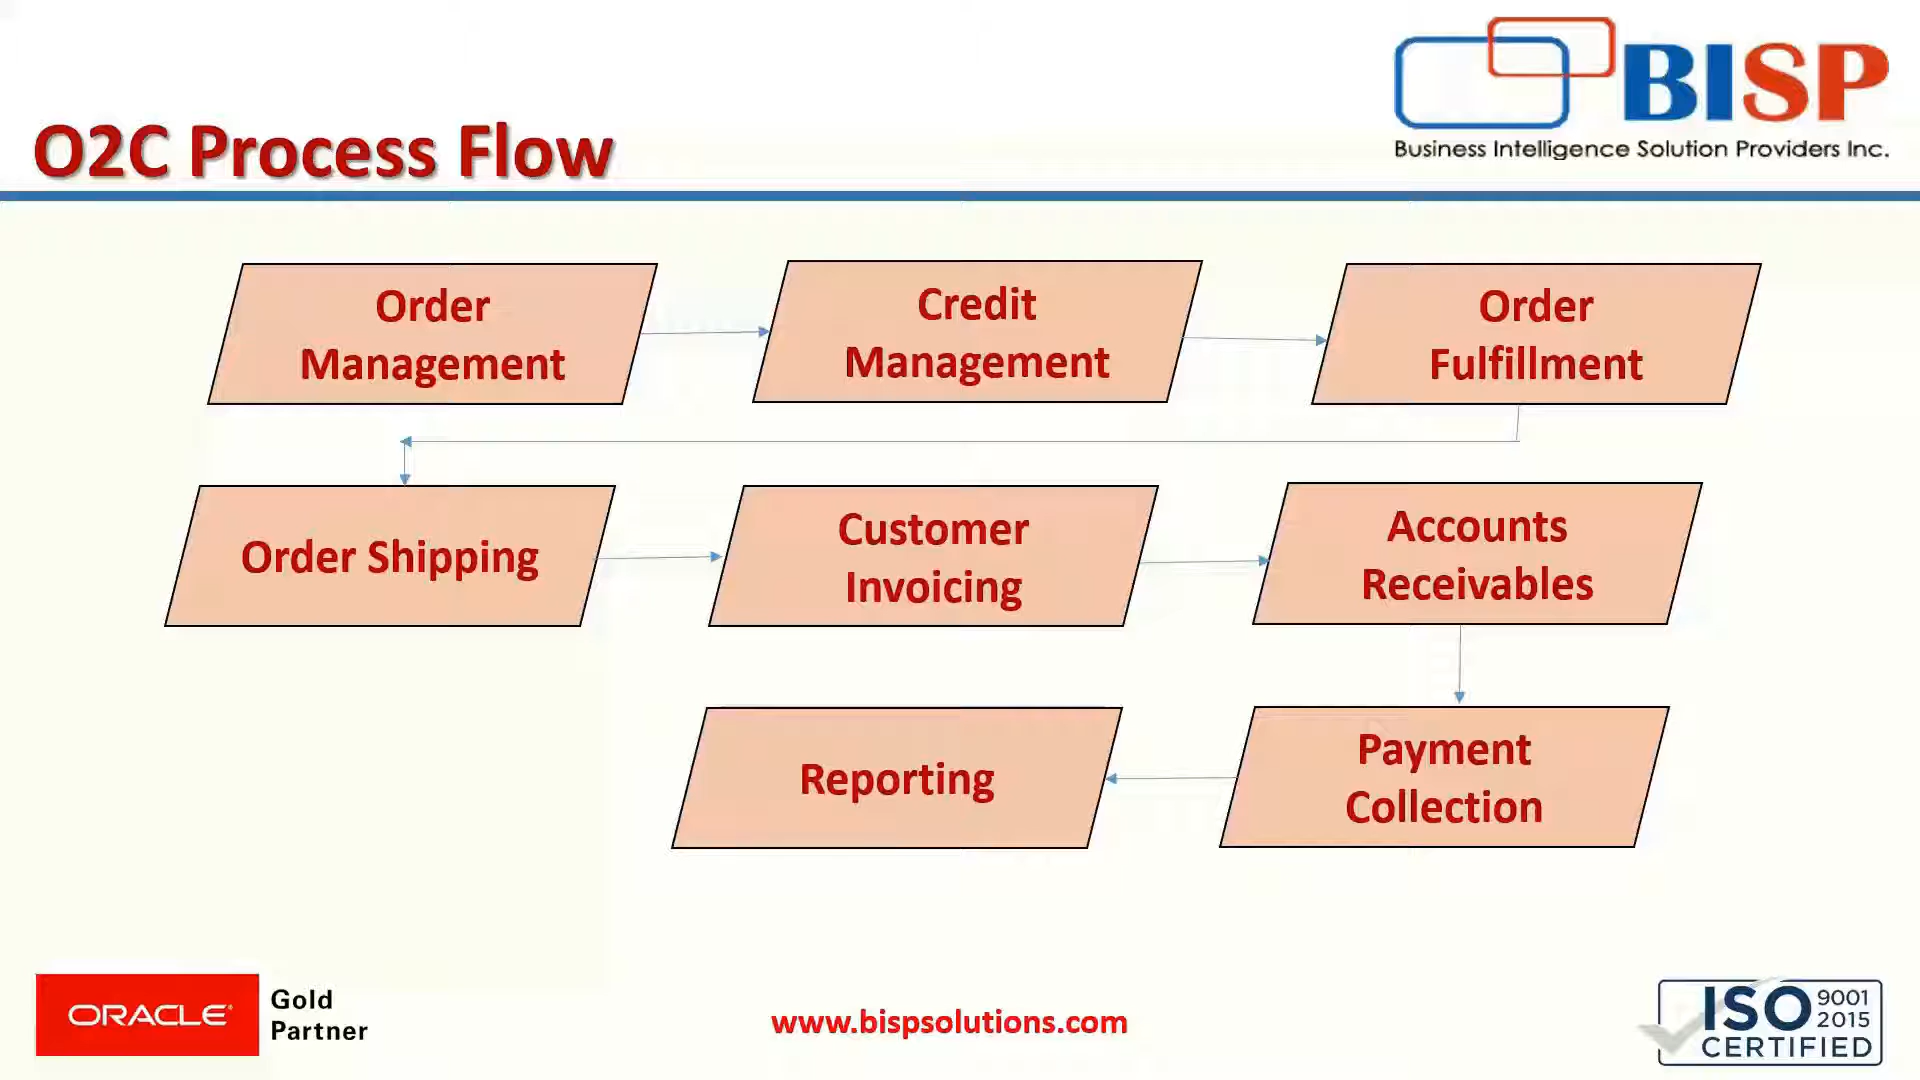 BISP
Business Intelligence Solution Providers Inc.
O2C Process Flow
Order
Management
Credit
Management
Order
Fulfillment
Order Shipping
Customer
Invoicing
Accounts
Receivables
Reporting
Payment
Collection
ORACLE®
Gold
Partner
www.bispsolutions.com
ISO
9001
2015
CERTIFIED